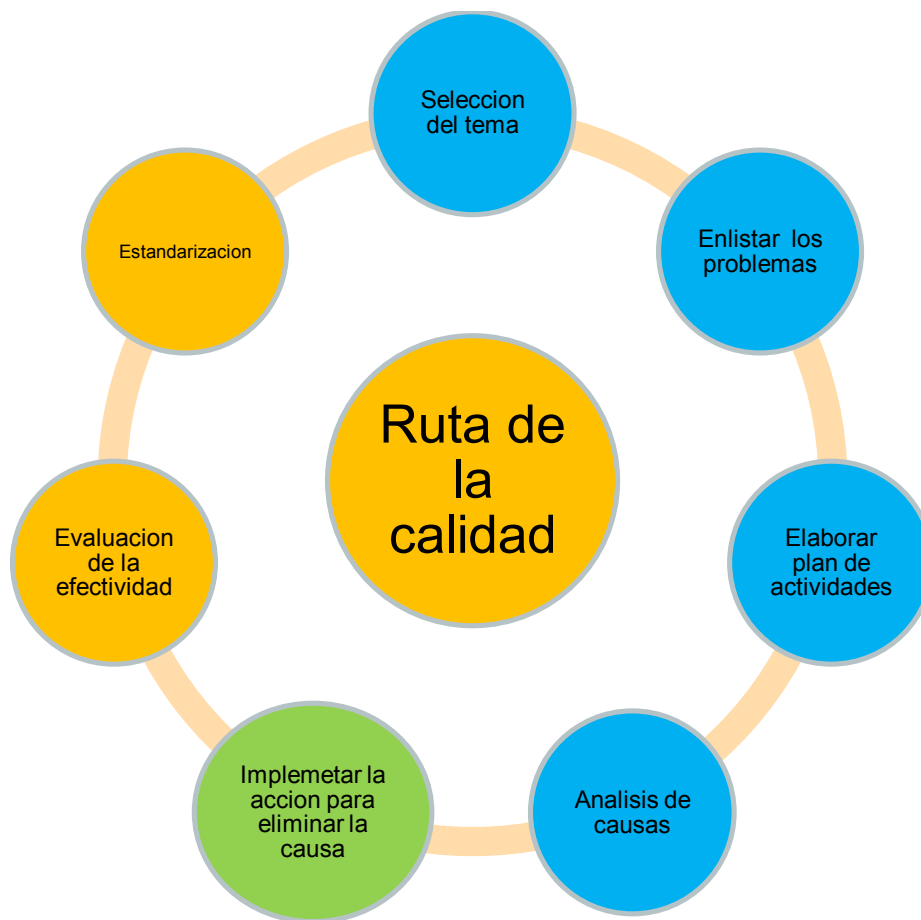 Seleccion
del tema
Enlistar los
problemas
Elaborar
plan de
actividades
Analisis de
causas
Implemetar la
accion para
eliminar la
causa
Evaluacion
de la
efectividad
Estandarizacion
Ruta de
la
calidad